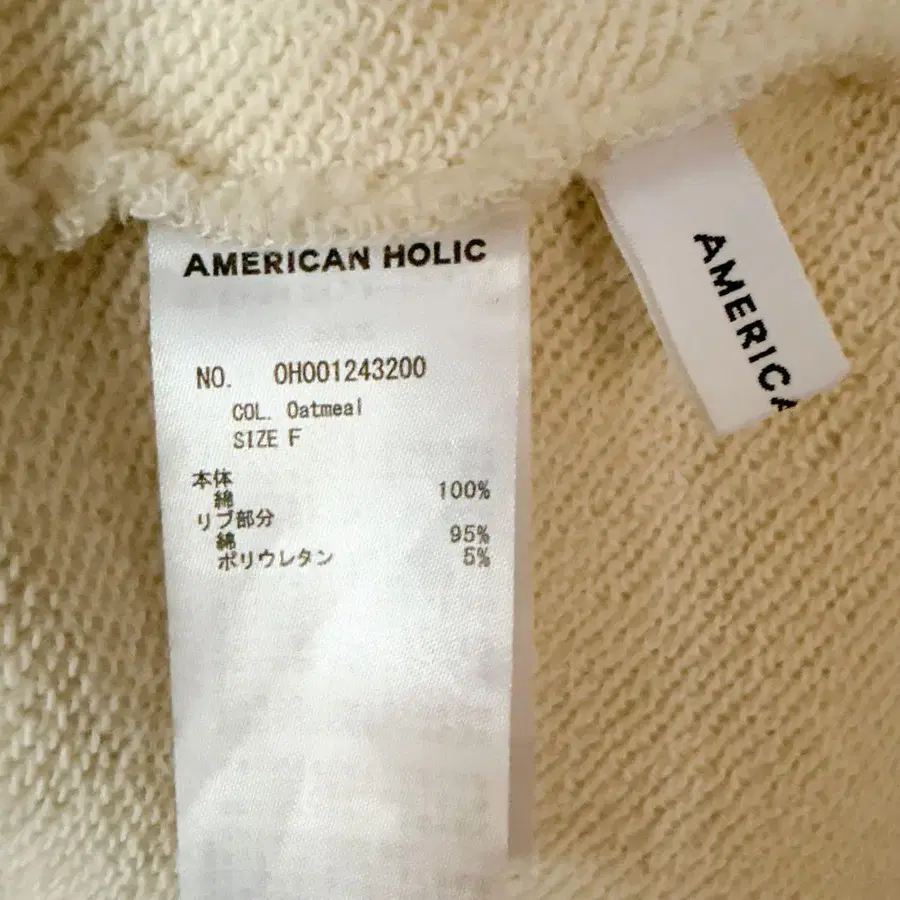 AMERICAN HOLIC
NO. OH001243200
COL. Oatmeal
SIZE F
本体
綿 100%
リブ部分
綿 95%
ポリウレタン 5%
AMERICA